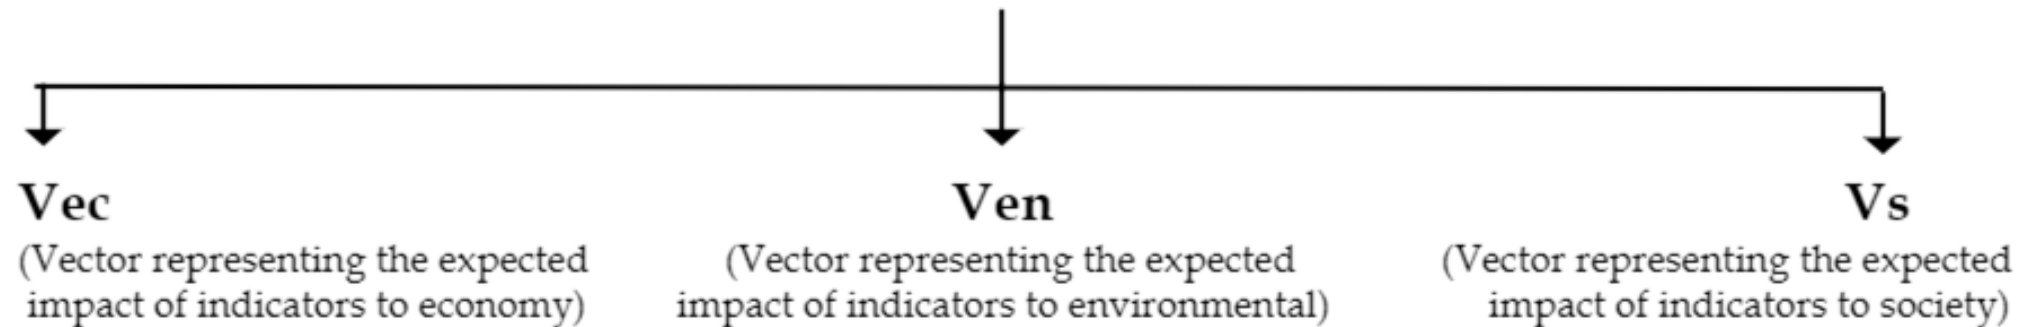 Vec
(Vector representing the expected
impact of indicators to economy)
Ven
(Vector representing the expected
impact of indicators to environmental)
Vs
(Vector representing the expected
impact of indicators to society)